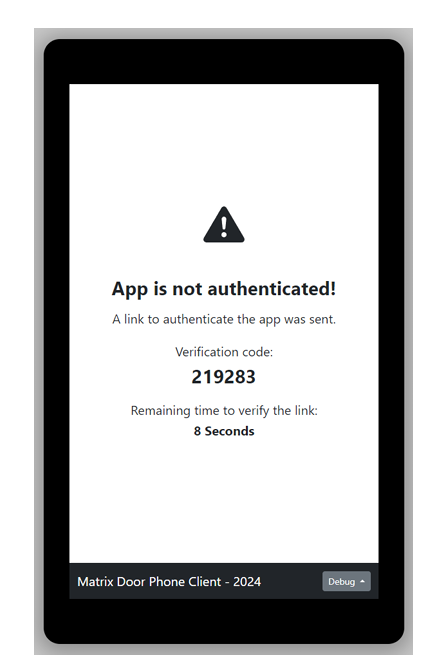 App is not authenticated!
A link to authenticate the app was sent.
Verification code:
219283
Remaining time to verify the link:
8 Seconds
Matrix Door Phone Client - 2024
Debug